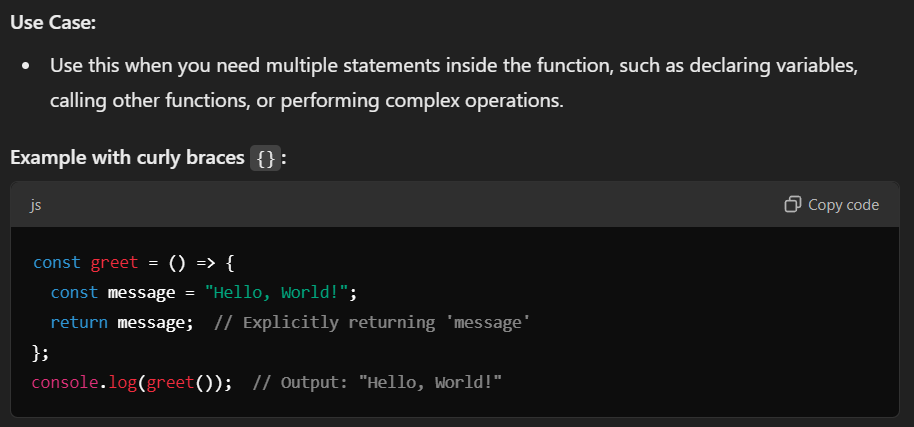 Use Case:
• Use this when you need multiple statements inside the function, such as declaring variables,
calling other functions, or performing complex operations.
Example with curly braces {}:
js Copy code
const greet = () => {
  const message = "Hello, World!";
  return message;  // Explicitly returning 'message'
};
console.log(greet());  // Output: "Hello, World!"